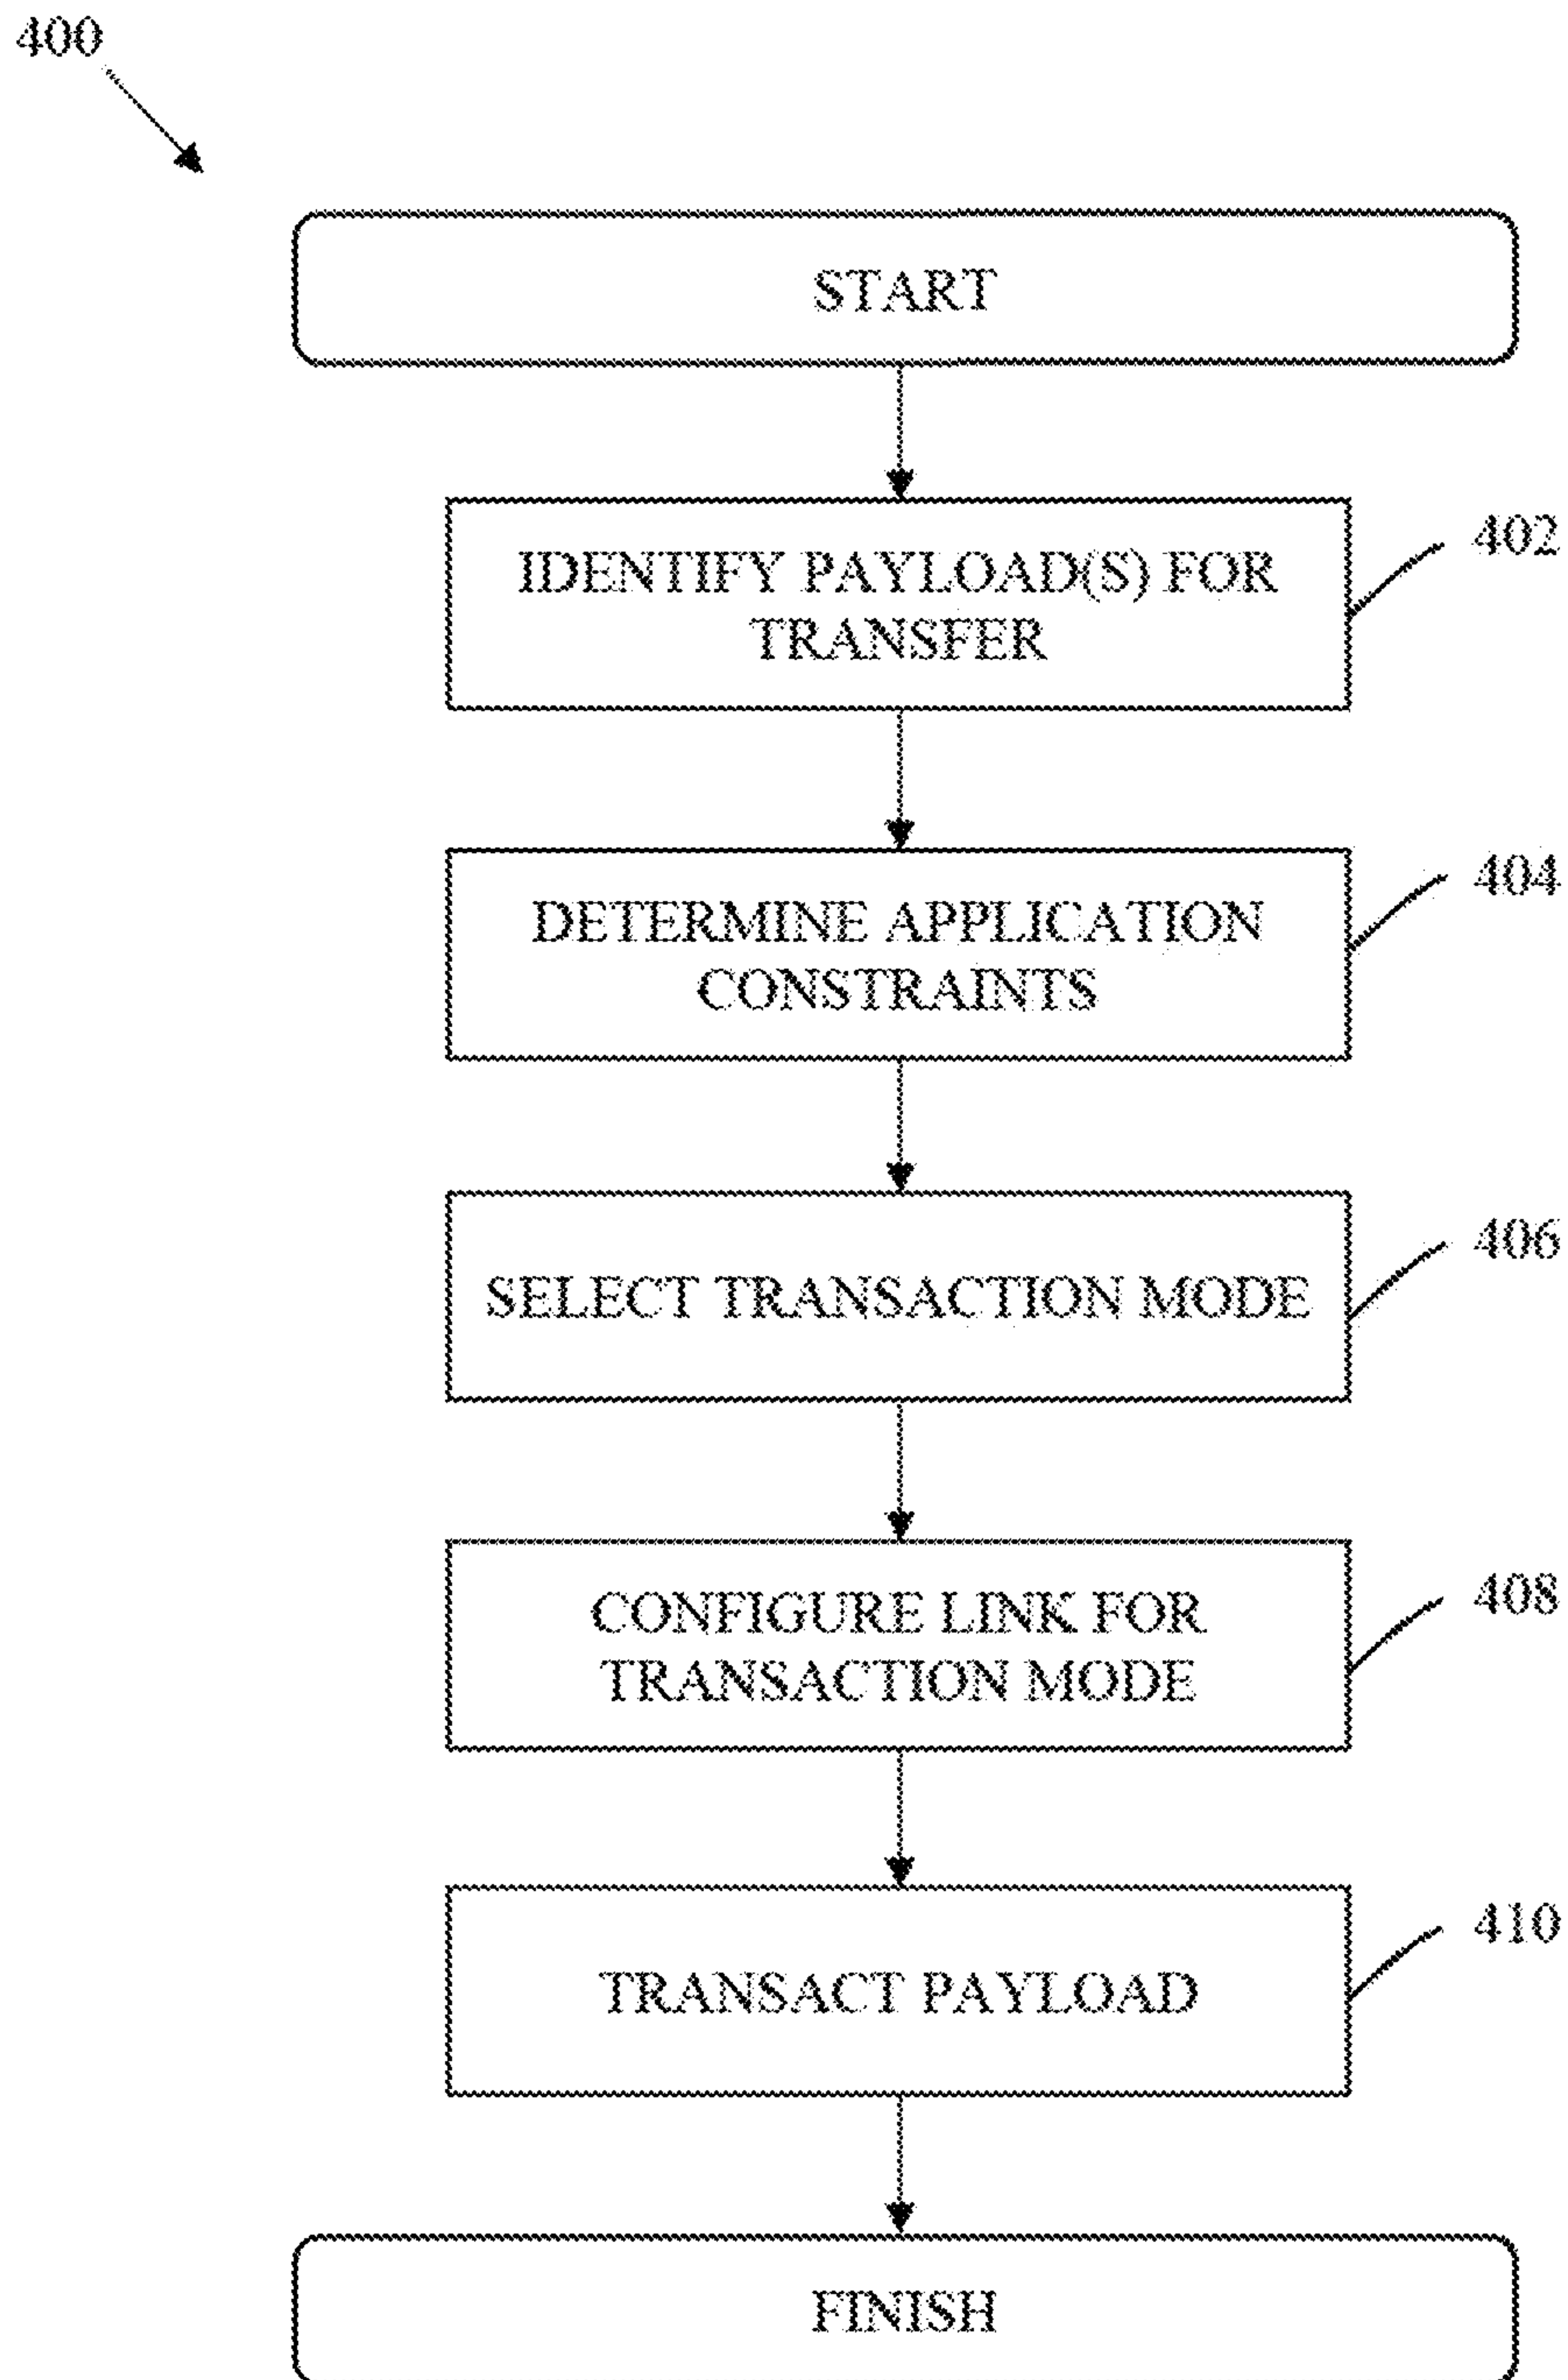 400
START
IDENTIFY PAYLOAD(S) FOR
TRANSFER
402
DETERMINE APPLICATION
CONSTRAINTS
404
SELECT TRANSACTION MODE
406
CONFIGURE LINK FOR
TRANSACTION MODE
408
TRANSACT PAYLOAD
410
FINISH